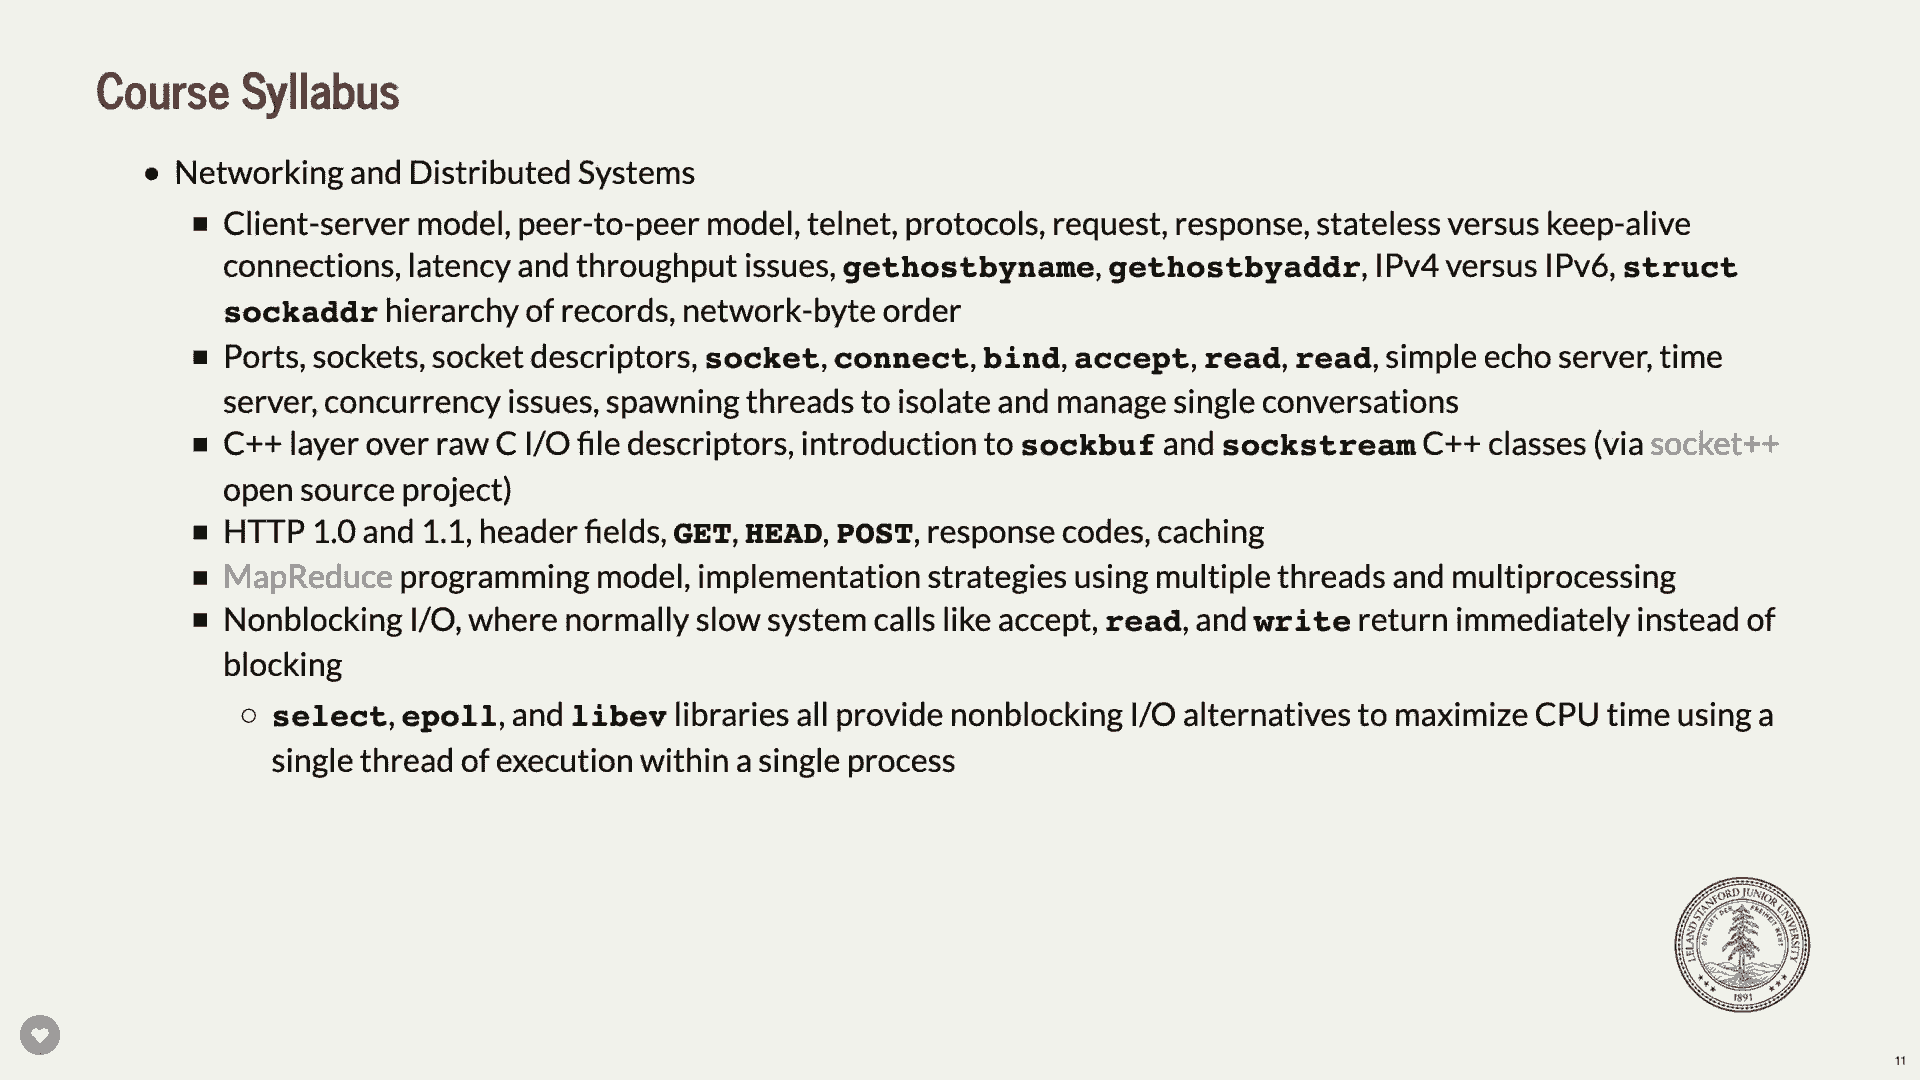 Course Syllabus
Networking and Distributed Systems
Client-server model, peer-to-peer model, telnet, protocols, request, response, stateless versus keep-alive
connections, latency and throughput issues, gethostbyname, gethostbyaddr, IPv4 versus IPv6, struct
sockaddr hierarchy of records, network-byte order
Ports, sockets, socket descriptors, socket, connect, bind, accept, read, read, simple echo server, time
server, concurrency issues, spawning threads to isolate and manage single conversations
C++ layer over raw C I/O file descriptors, introduction to sockbuf and sockstream C++ classes (via socket++
open source project)
HTTP 1.0 and 1.1, header fields, GET, HEAD, POST, response codes, caching
MapReduce programming model, implementation strategies using multiple threads and multiprocessing
Nonblocking I/O, where normally slow system calls like accept, read, and write return immediately instead of
blocking
select, epoll, and libev libraries all provide nonblocking I/O alternatives to maximize CPU time using a
single thread of execution within a single process
LELAND STANFORD JUNIOR UNIVERSITY
DIE LUFT DER FREIHEIT WEHT
1891
11